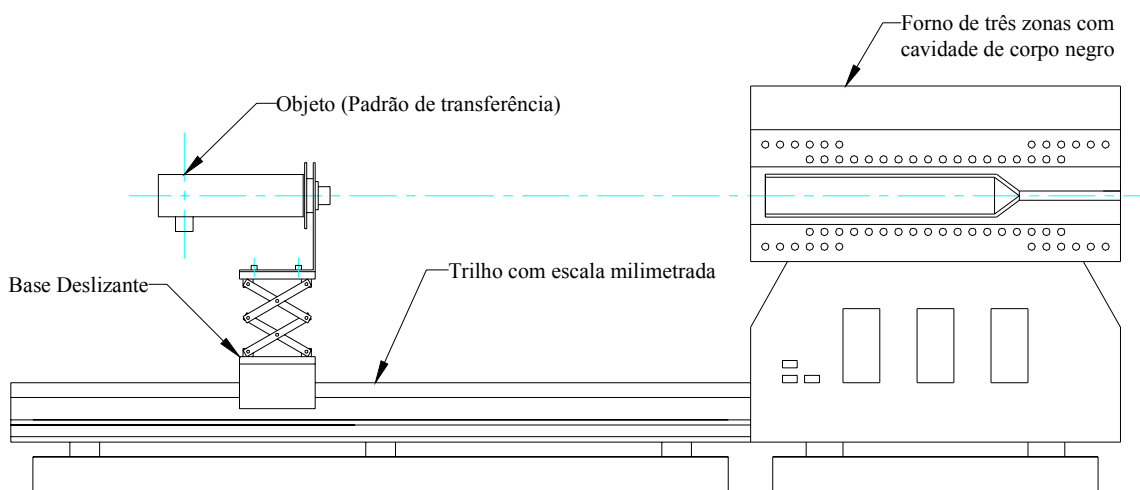 Forno de três zonas com
cavidade de corpo negro
Objeto (Padrão de transferência)
Trilho com escala milimetrada
Base Deslizante